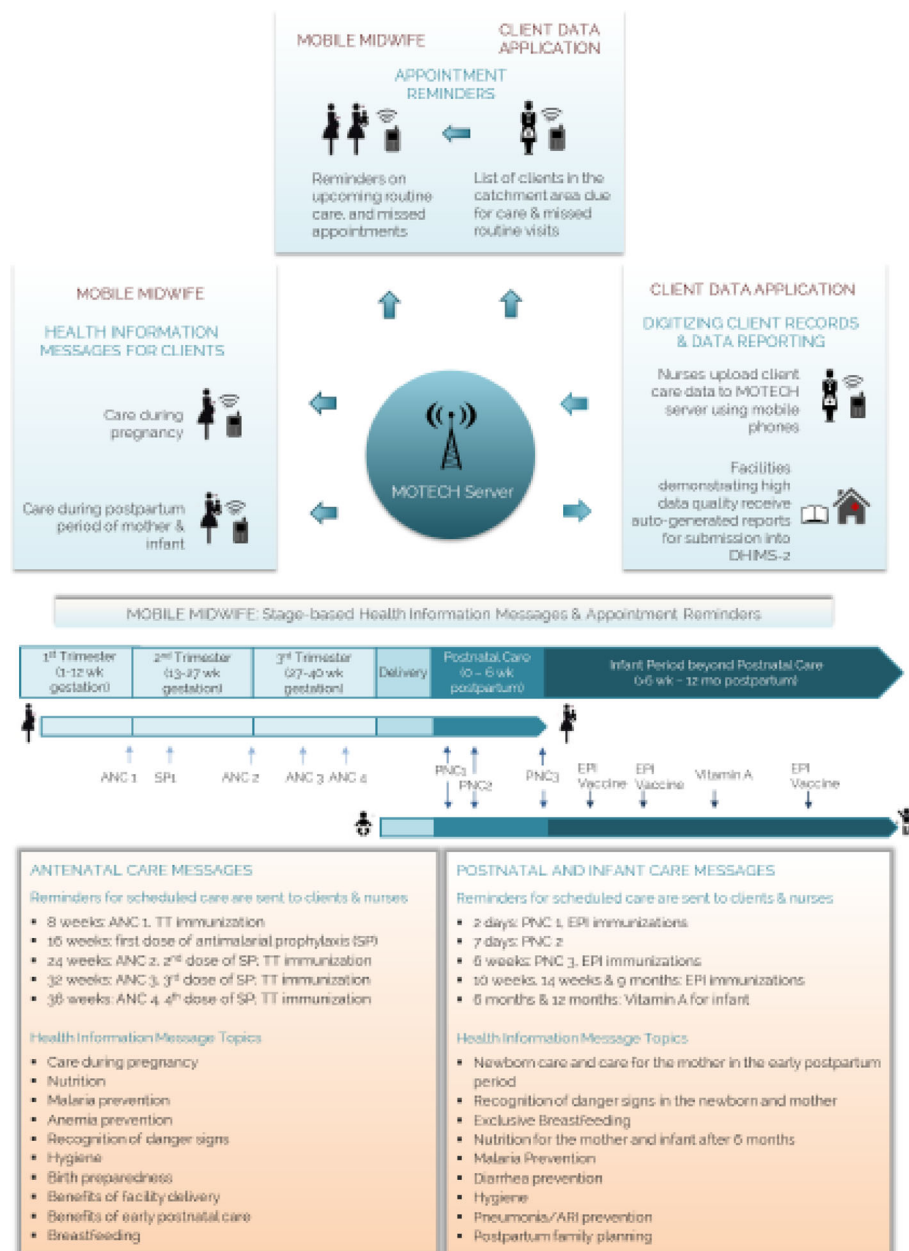 MOBILE MIDWIFE
CLIENT DATA
APPLICATION
APPOINTMENT
REMINDERS
Reminders on
upcoming routine
care, and missed
appointments
List of clients in the
catchment area due
for care & missed
routine visits
MOBILE MIDWIFE
HEALTH INFORMATION
MESSAGES FOR CLIENTS
Care during
pregnancy
Care during postpartum
period of mother &
infant
MOTECH Server
CLIENT DATA APPLICATION
DIGITIZING CLIENT RECORDS
& DATA REPORTING
Nurses upload client
care data to MOTECH
server using mobile
phones
Facilities
demonstrating high
data quality receive
auto-generated reports
for submission into
DHIMS-2
MOBILE MIDWIFE: Stage-based Health Information Messages & Appointment Reminders
1st Trimester
(1-12 wk
gestation)
2nd Trimester
(13-27 wk
gestation)
3rd Trimester
(27-40 wk
gestation)
Delivery
Postnatal Care
(0 – 6 wk
postpartum)
Infant Period beyond Postnatal Care
(>6 wk – 12 mo postpartum)
ANC 1
SP1
ANC 2
ANC 3
ANC 4
PNC1
PNC2
PNC3
EPI
Vaccine
EPI
Vaccine
Vitamin A
EPI
Vaccine
ANTENATAL CARE MESSAGES
Reminders for scheduled care are sent to clients & nurses
▪ 8 weeks: ANC 1, TT immunization
▪ 16 weeks: first dose of antimalarial prophylaxis (SP)
▪ 24 weeks: ANC 2, 2nd dose of SP; TT immunization
▪ 32 weeks: ANC 3, 3rd dose of SP; TT immunization
▪ 36 weeks: ANC 4, 4th dose of SP; TT immunization
Health Information Message Topics
▪ Care during pregnancy
▪ Nutrition
▪ Malaria prevention
▪ Anemia prevention
▪ Recognition of danger signs
▪ Hygiene
▪ Birth preparedness
▪ Benefits of facility delivery
▪ Benefits of early postnatal care
▪ Breastfeeding
POSTNATAL AND INFANT CARE MESSAGES
Reminders for scheduled care are sent to clients & nurses
▪ 2 days: PNC 1, EPI immunizations
▪ 7 days: PNC 2
▪ 6 weeks: PNC 3, EPI immunizations
▪ 10 weeks, 14 weeks & 9 months: EPI immunizations
▪ 6 months & 12 months: Vitamin A for infant
Health Information Message Topics
▪ Newborn care and care for the mother in the early postpartum
period
▪ Recognition of danger signs in the newborn and mother
▪ Exclusive Breastfeeding
▪ Nutrition for the mother and infant after 6 months
▪ Malaria Prevention
▪ Diarrhea prevention
▪ Hygiene
▪ Pneumonia/ARI prevention
▪ Postpartum family planning